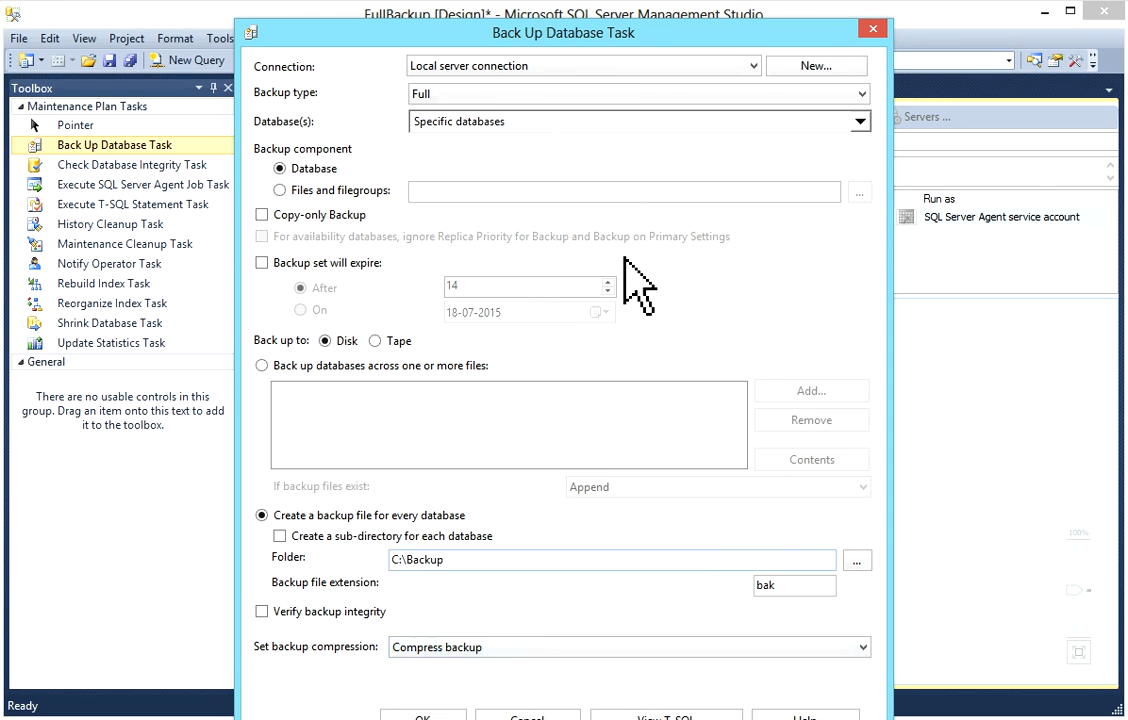 FullBackup [Design]* - Microsoft SQL Server Management Studio
File Edit View Project Format Tools
New Query
Toolbox
Maintenance Plan Tasks
Pointer
Back Up Database Task
Check Database Integrity Task
Execute SQL Server Agent Job Task
Execute T-SQL Statement Task
History Cleanup Task
Maintenance Cleanup Task
Notify Operator Task
Rebuild Index Task
Reorganize Index Task
Shrink Database Task
Update Statistics Task
General
There are no usable controls in this
group. Drag an item onto this text to add
it to the toolbox.
Back Up Database Task
Connection: Local server connection New...
Backup type: Full
Database(s): Specific databases
Backup component
Database
Files and filegroups: ...
Copy-only Backup
For availability databases, ignore Replica Priority for Backup and Backup on Primary Settings
Backup set will expire:
After 14
On 18-07-2015
Back up to: Disk Tape
Back up databases across one or more files:
Add...
Remove
Contents
If backup files exist: Append
Create a backup file for every database
Create a sub-directory for each database
Folder: C:\Backup ...
Backup file extension: bak
Verify backup integrity
Set backup compression: Compress backup
OK Cancel View T-SQL Help
Servers ...
Run as
SQL Server Agent service account
100%
Ready